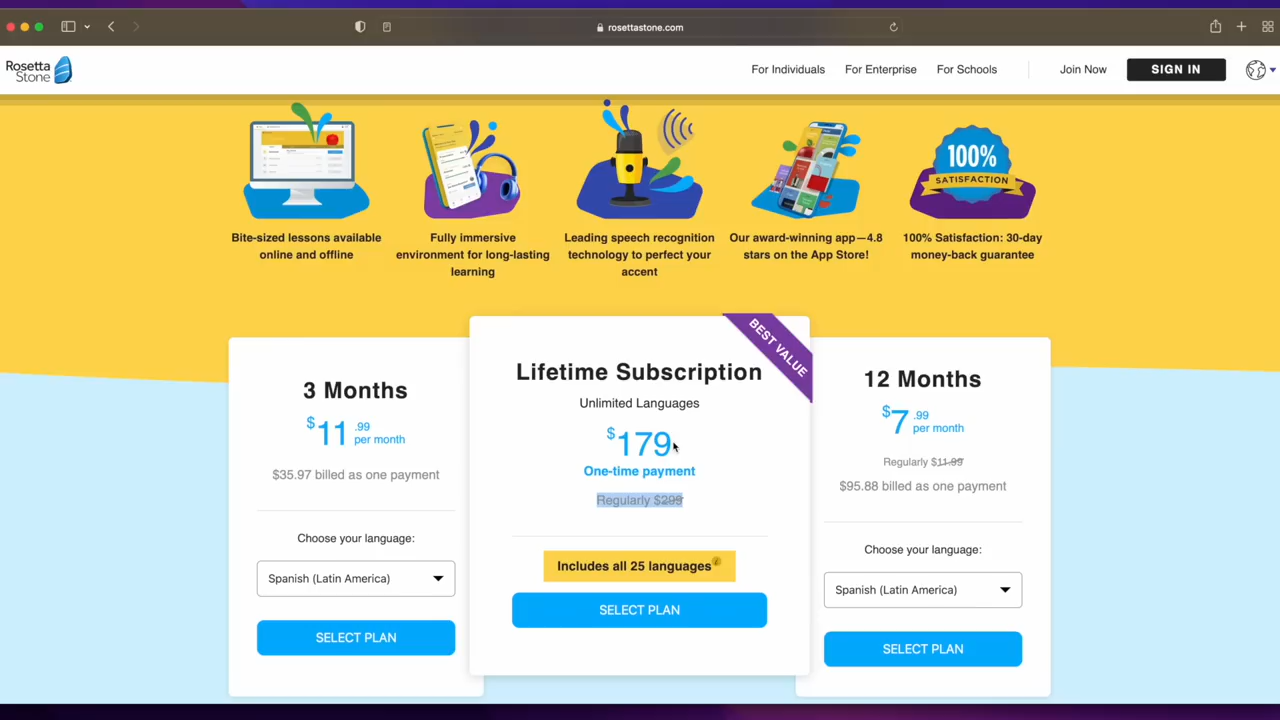 rosettastone.com
Rosetta
Stone
For Individuals
For Enterprise
For Schools
Join Now
SIGN IN
100%
SATISFACTION
Bite-sized lessons available
online and offline
Fully immersive
environment for long-lasting
learning
Leading speech recognition
technology to perfect your
accent
Our award-winning app—4.8
stars on the App Store!
100% Satisfaction: 30-day
money-back guarantee
3 Months
$11.99 per month
$35.97 billed as one payment
Choose your language:
Spanish (Latin America)
SELECT PLAN
BEST VALUE
Lifetime Subscription
Unlimited Languages
$179
One-time payment
Regularly $299
Includes all 25 languages
SELECT PLAN
12 Months
$7.99 per month
Regularly $11.99
$95.88 billed as one payment
Choose your language:
Spanish (Latin America)
SELECT PLAN